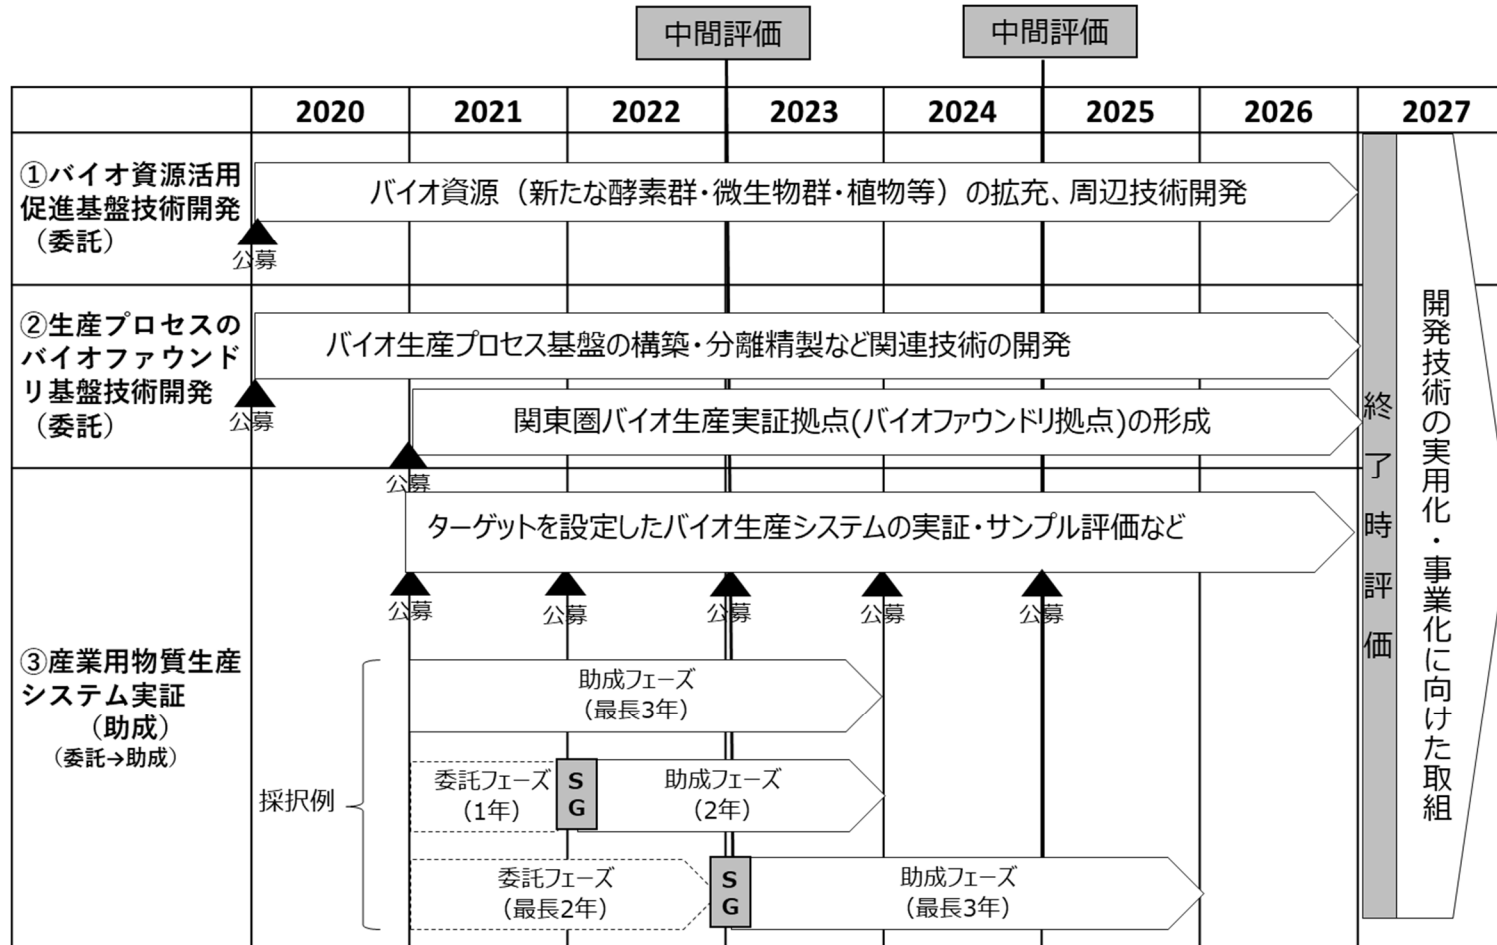 中間評価
中間評価
2020
2021
2022
2023
2024
2025
2026
2027
①バイオ資源活用
促進基盤技術開発
（委託）
バイオ資源（新たな酵素群・微生物群・植物等）の拡充、周辺技術開発
公募
②生産プロセスの
バイオファウンド
リ基盤技術開発
（委託）
バイオ生産プロセス基盤の構築・分離精製など関連技術の開発
公募
関東圏バイオ生産実証拠点(バイオファウンドリ拠点)の形成
公募
③産業用物質生産
システム実証
（助成）
（委託→助成）
ターゲットを設定したバイオ生産システムの実証・サンプル評価など
公募
公募
公募
公募
公募
採択例
助成フェーズ
（最長3年）
委託フェーズ
（1年）
SG
助成フェーズ
（2年）
委託フェーズ
（最長2年）
SG
助成フェーズ
（最長3年）
終了時評価
開発技術の実用化・事業化に向けた取組